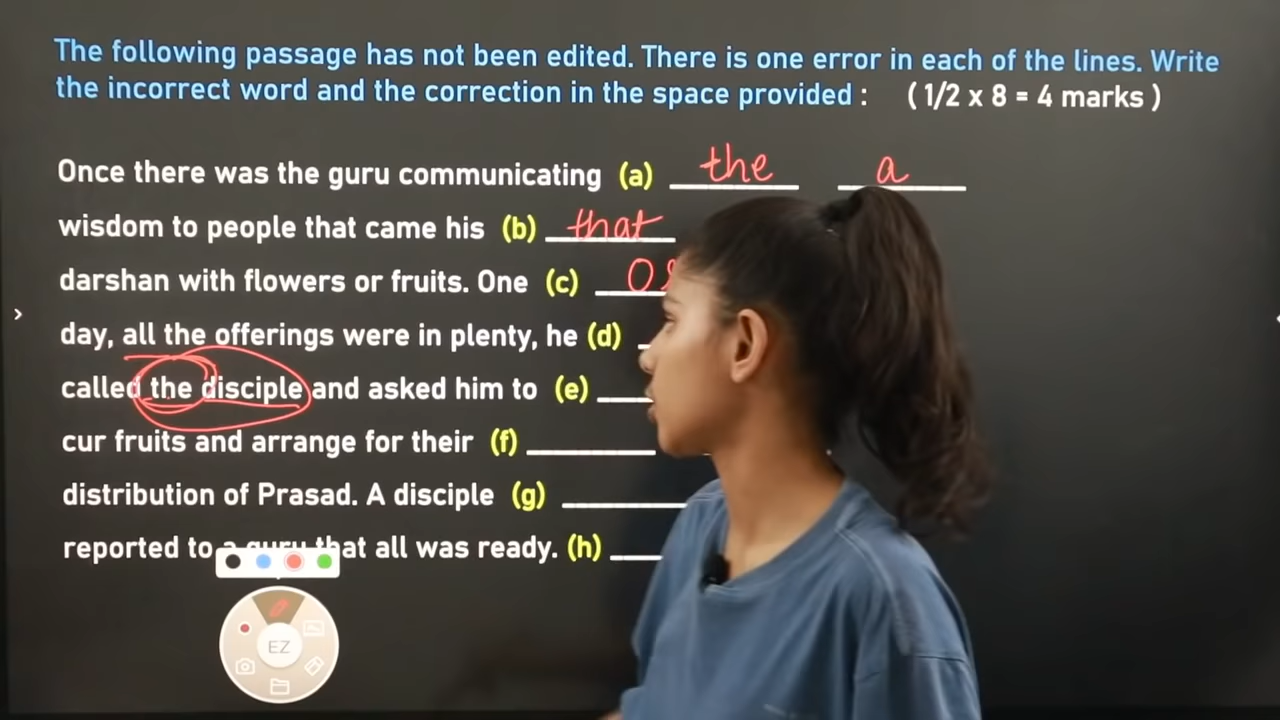 The following passage has not been edited. There is one error in each of the lines. Write
the incorrect word and the correction in the space provided : ( 1/2 x 8 = 4 marks )
Once there was the guru communicating (a) the a
wisdom to people that came his (b) that
darshan with flowers or fruits. One (c)
day, all the offerings were in plenty, he (d)
called the disciple and asked him to (e)
cur fruits and arrange for their (f)
distribution of Prasad. A disciple (g)
reported to a guru that all was ready. (h)
EZ